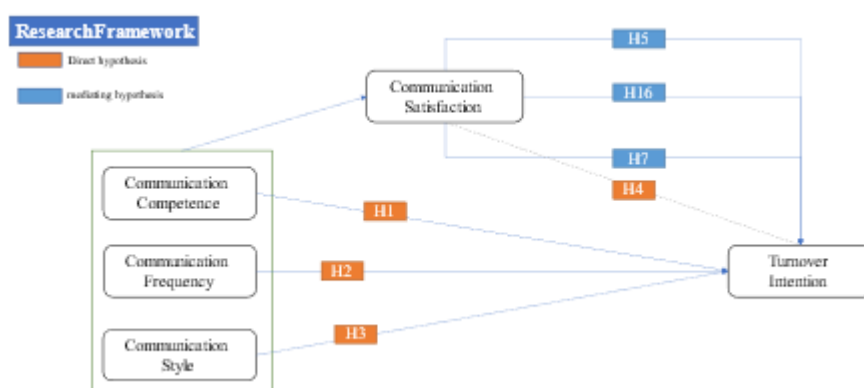 ResearchFramework
Direct hypothesis
mediating hypothesis
H5
Communication
Satisfaction
H16
H7
H4
Communication
Competence
H1
Communication
Frequency
H2
Turnover
Intention
H3
Communication
Style